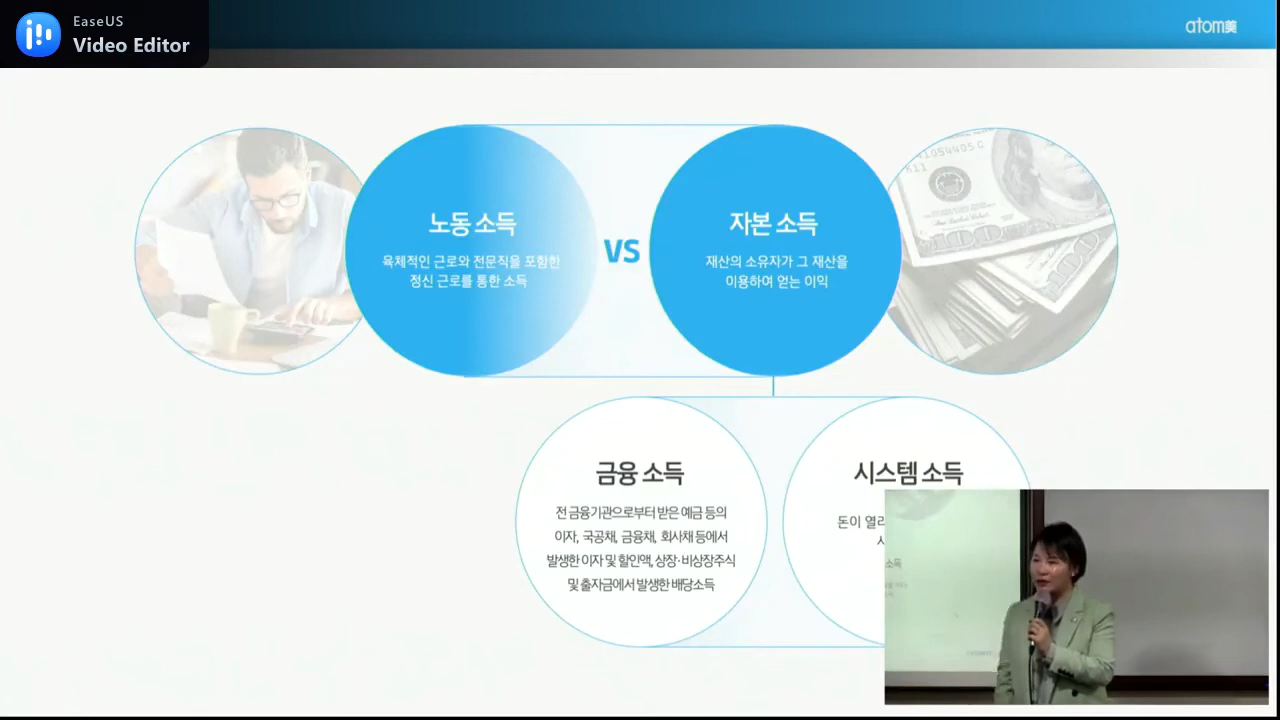 EaseUS
Video Editor
atom美
노동 소득
육체적인 근로와 전문직을 포함한
정신 근로를 통한 소득
VS
자본 소득
재산의 소유자가 그 재산을
이용하여 얻는 이익
금융 소득
전 금융기관으로부터 받은 예금 등의
이자, 국공채, 금융채, 회사채 등에서
발생한 이자 및 할인액, 상장·비상장주식
및 출자금에서 발생한 배당소득
시스템 소득
돈이
소득